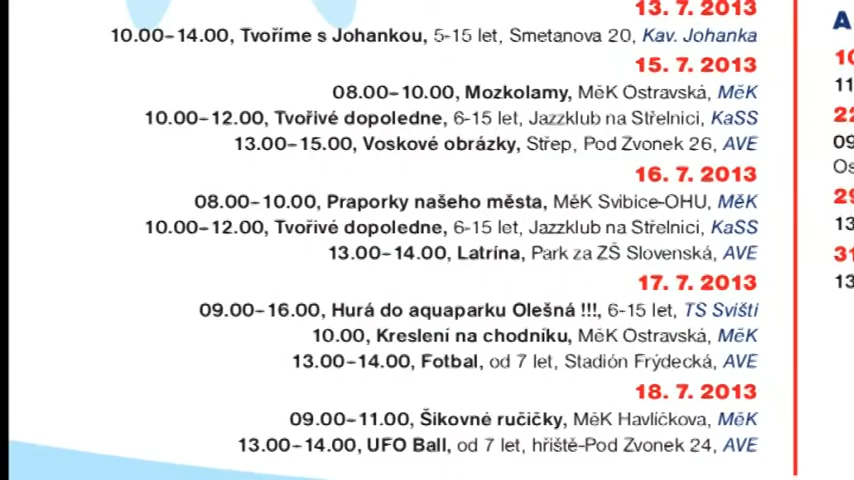 13. 7. 2013
10.00–14.00, Tvoříme s Johankou, 5-15 let, Smetanova 20, Kav. Johanka
15. 7. 2013
08.00–10.00, Mozkolamy, MěK Ostravská, MěK
10.00–12.00, Tvořivé dopoledne, 6-15 let, Jazzklub na Střelnici, KaSS
13.00–15.00, Voskové obrázky, Střep, Pod Zvonek 26, AVE
16. 7. 2013
08.00–10.00, Praporky našeho města, MěK Svibice-OHU, MěK
10.00–12.00, Tvořivé dopoledne, 6-15 let, Jazzklub na Střelnici, KaSS
13.00–14.00, Latrína, Park za ZŠ Slovenská, AVE
17. 7. 2013
09.00–16.00, Hurá do aquaparku Olešná !!!, 6-15 let, TS Svišti
10.00, Kreslení na chodníku, MěK Ostravská, MěK
13.00–14.00, Fotbal, od 7 let, Stadión Frýdecká, AVE
18. 7. 2013
09.00–11.00, Šikovné ručičky, MěK Havlíčkova, MěK
13.00–14.00, UFO Ball, od 7 let, hřiště-Pod Zvonek 24, AVE